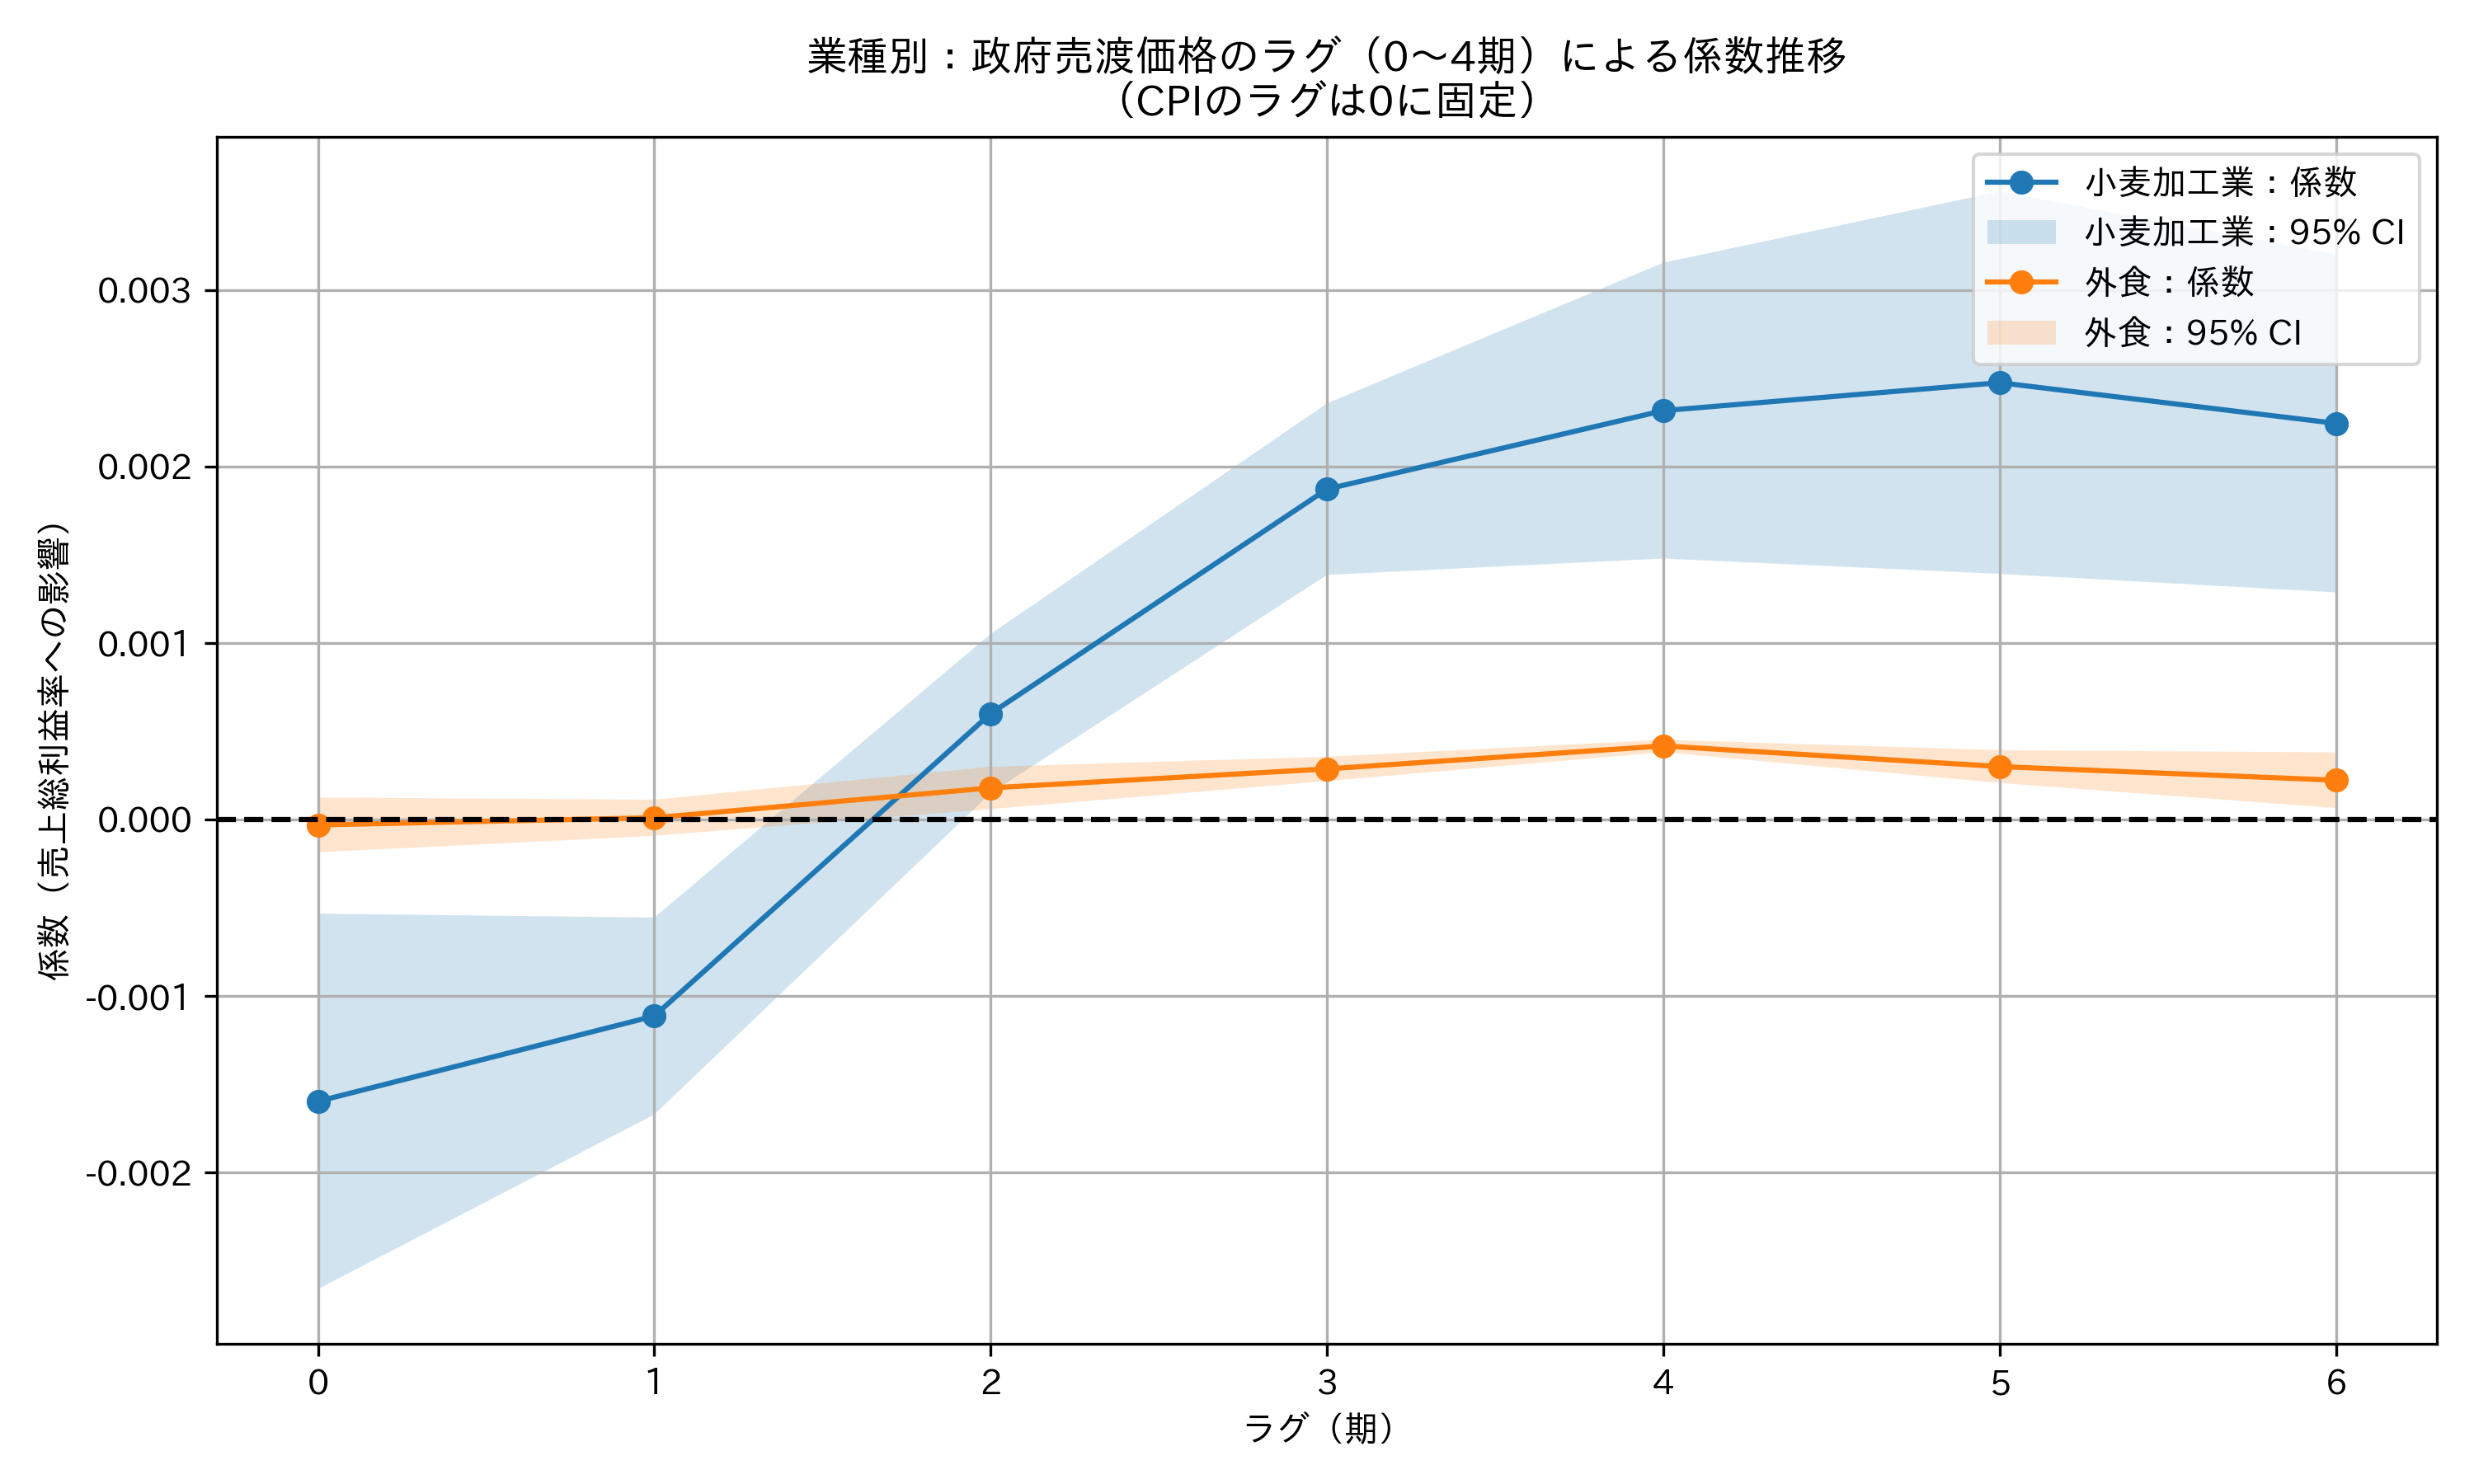 業種別：政府売渡価格のラグ（0～4期）による係数推移
（CPIのラグは0に固定）
小麦加工業：係数
小麦加工業：95% CI
外食：係数
外食：95% CI
係数（売上総利益率への影響）
0.003
0.002
0.001
0.000
-0.001
-0.002
0 1 2 3 4 5 6
ラグ（期）